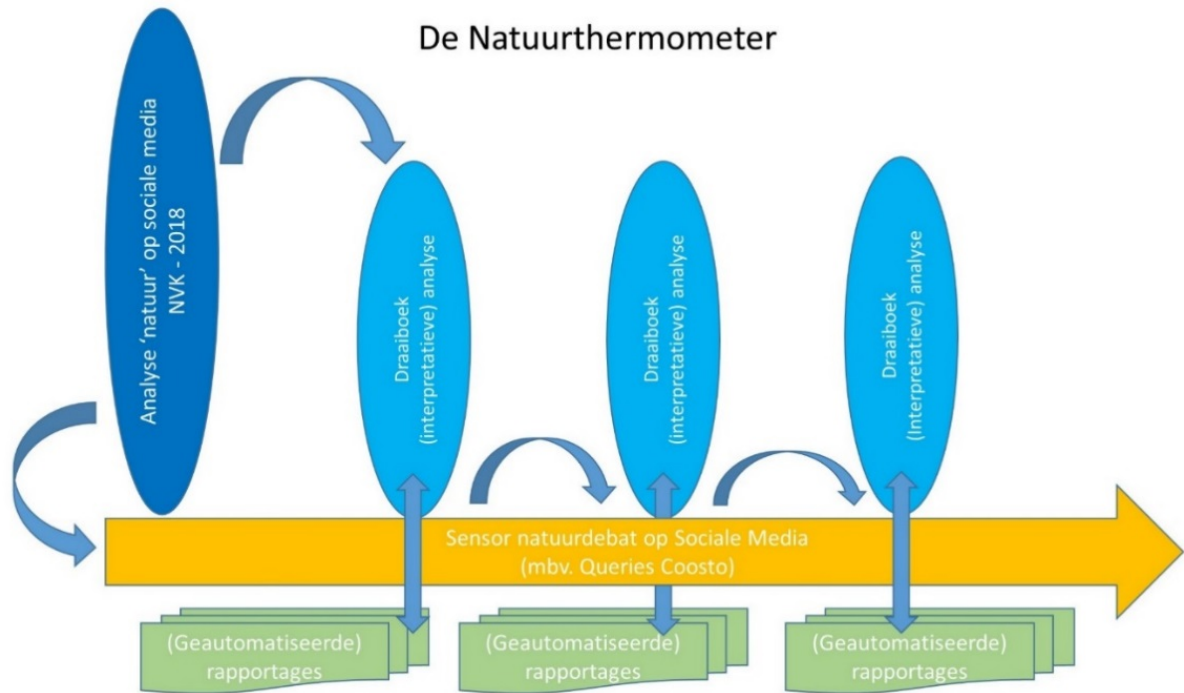 De Natuurthermometer
Analyse ‘natuur’ op sociale media
NVK - 2018
Draaiboek
(interpretatieve) analyse
Draaiboek
(interpretatieve) analyse
Draaiboek
(Interpretatieve) analyse
Sensor natuurdebat op Sociale Media
(mbv. Queries Coosto)
(Geautomatiseerde)
rapportages
(Geautomatiseerde)
rapportages
(Geautomatiseerde)
rapportages